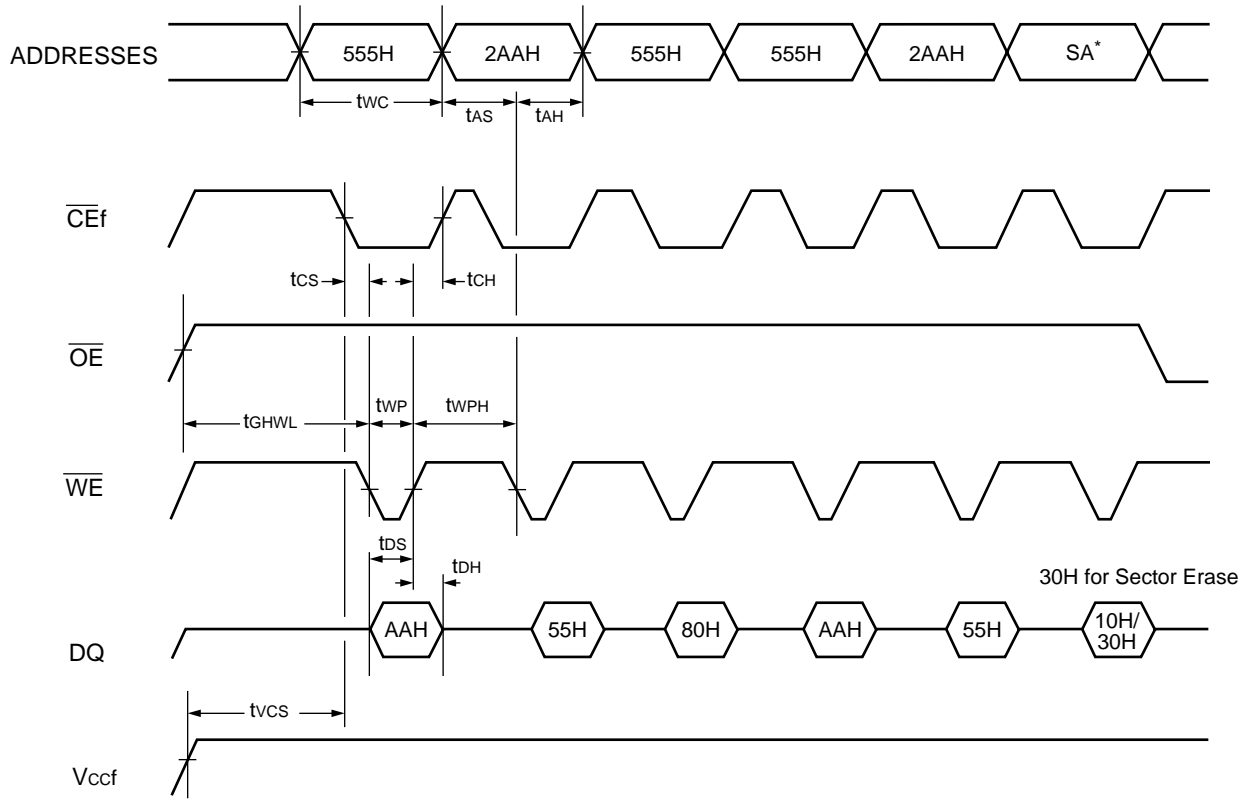 ADDRESSES 555H 2AAH 555H 555H 2AAH SA*
tWC tAS tAH
CEf
tCS tCH
OE
tGHWL tWP tWPH
WE
tDS
tDH
30H for Sector Erase
DQ AAH 55H 80H AAH 55H 10H/
30H
tVCS
VCCf